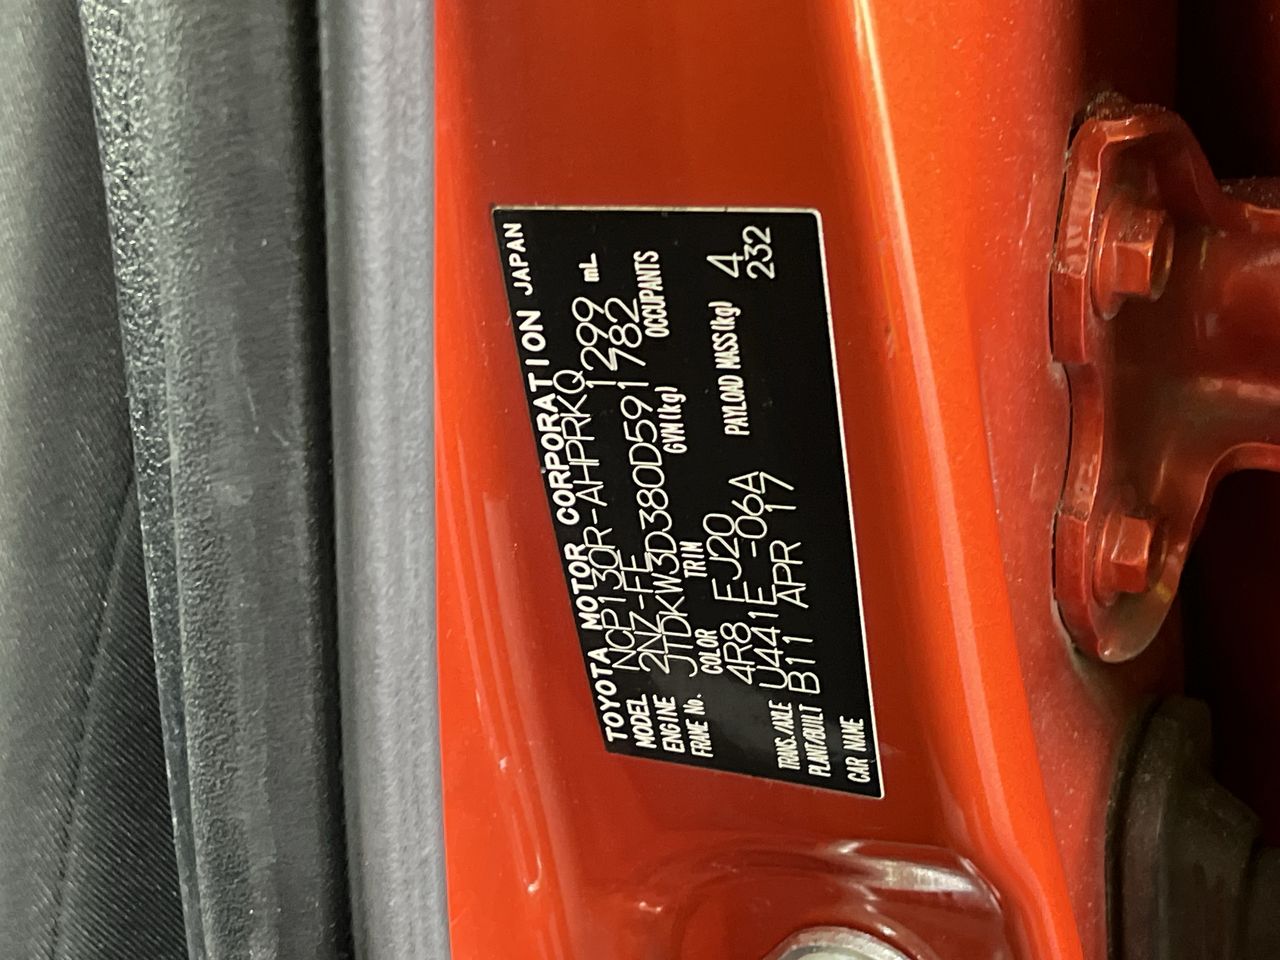 TOYOTA MOTOR CORPORATION JAPAN
MODEL NCP130R-AHPRKQ
ENGINE 2NZ-FE 1299 mL
FRAME No. JTDKW3D380D591782
COLOR TRIN GVM(kg) OCCUPANTS
4R8 FJ20 4
TRANS./AXLE U441E-06A PAYLOAD MASS(kg) 232
PLANT/BUILT B11 APR 17
CAR NAME